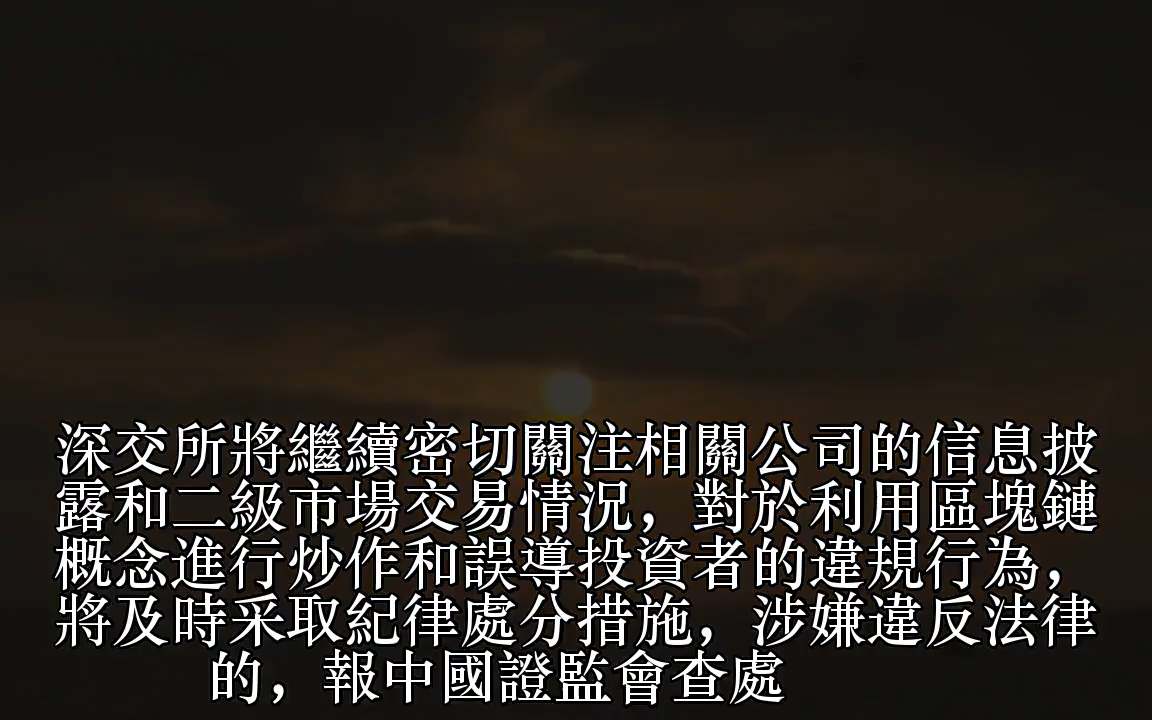 深交所將繼續密切關注相關公司的信息披
露和二級市場交易情況，對於利用區塊鏈
概念進行炒作和誤導投資者的違規行為，
將及時采取紀律處分措施，涉嫌違反法律
的，報中國證監會查處